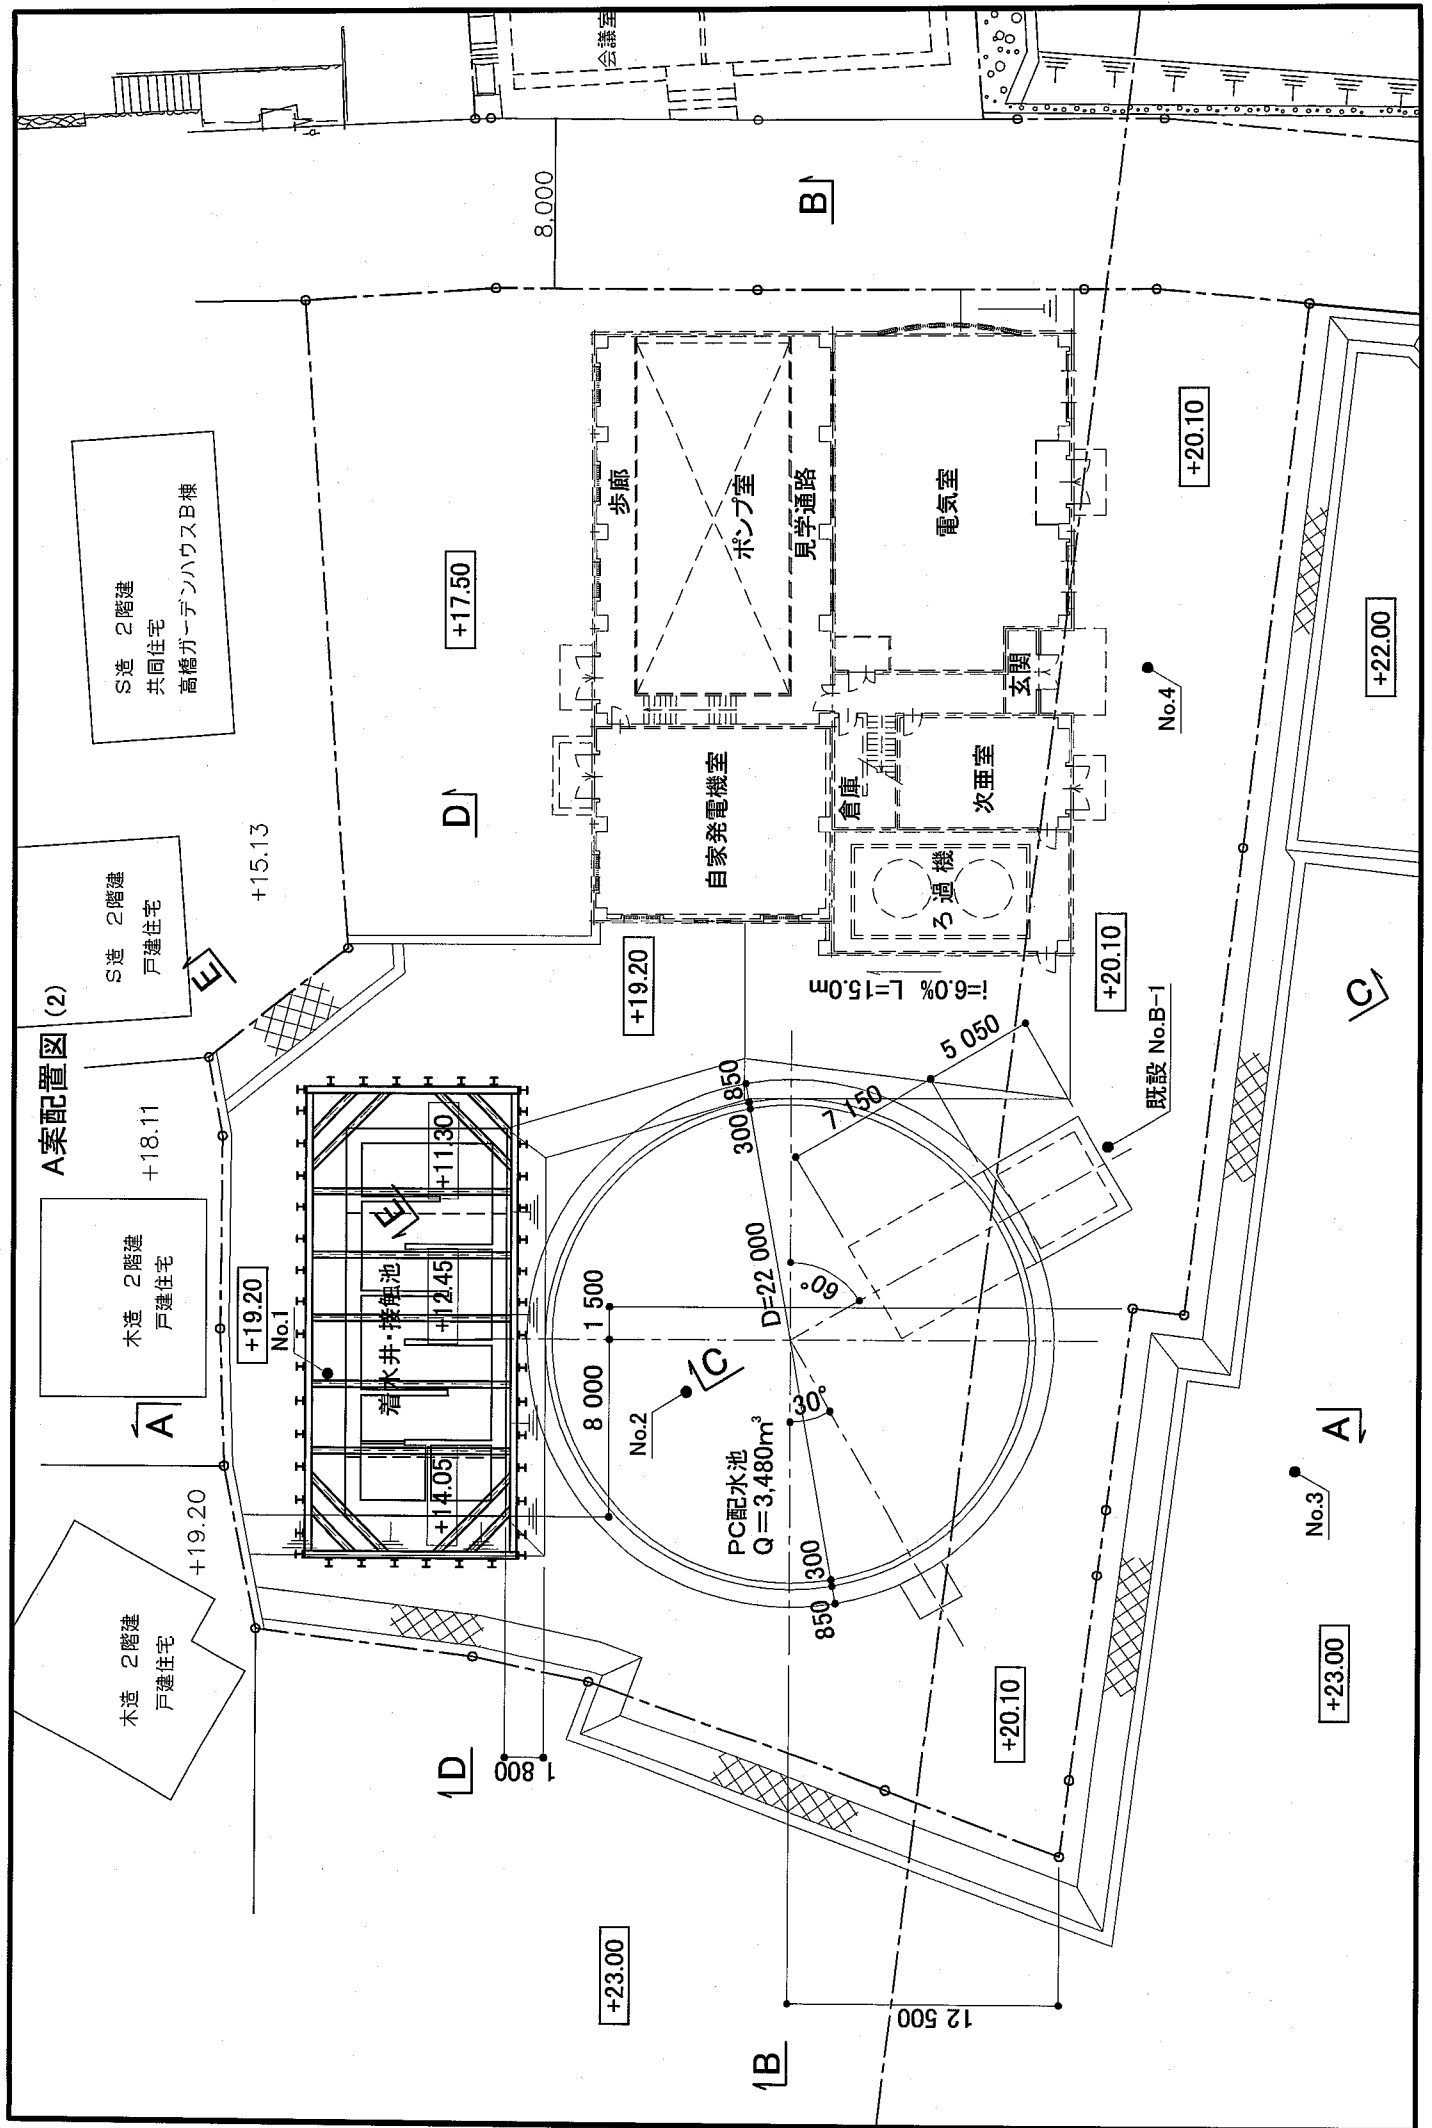 A案配置図 (2)
木造 2階建
戸建住宅
木造 2階建
戸建住宅
S造 2階建
戸建住宅
S造 2階建
共同住宅
高橋ガーデンハウスB棟
会議室
+19.20
+18.11
+15.13
A
+19.20
No.1
E
着水井・接触池
+14.05
+12.45
+11.30
E
+17.50
8,000
D
1 800
D
+19.20
歩廊
ポンプ室
見学通路
自家発電機室
電気室
倉庫
次亜室
玄関
ろ過機
i=6.0% L=15.0m
8 000
1 500
No.2
C
PC配水池
Q=3,480m³
D=22 000
300
850
300
850
30°
60°
7 150
5 050
既設 No.B-1
+20.10
+20.10
No.4
+20.10
+22.00
C
B
B
12 500
+23.00
+23.00
No.3
A